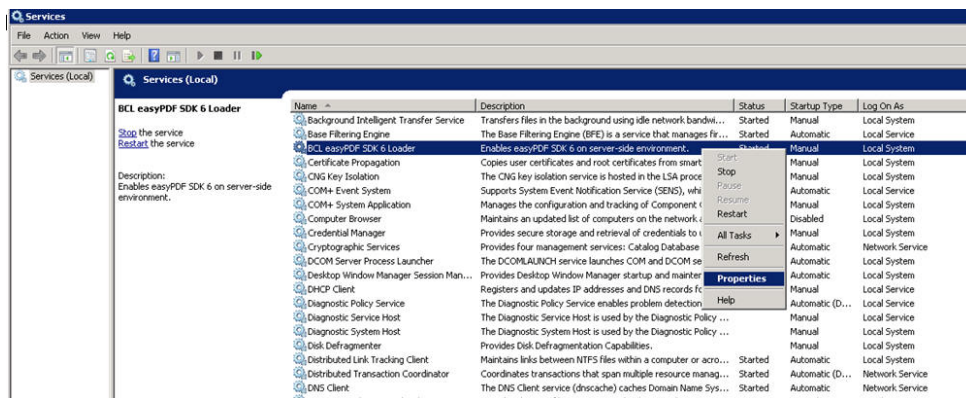 Services
File Action View Help
Services (Local)
Services (Local)
BCL easyPDF SDK 6 Loader
Stop the service
Restart the service
Description:
Enables easyPDF SDK 6 on server-side
environment.
Name Description Status Startup Type Log On As
Background Intelligent Transfer Service Transfers files in the background using idle network bandwi... Started Manual Local System
Base Filtering Engine The Base Filtering Engine (BFE) is a service that manages fir... Started Automatic Local Service
BCL easyPDF SDK 6 Loader Enables easyPDF SDK 6 on server-side environment. Started Manual Local System
Certificate Propagation Copies user certificates and root certificates from smart Manual Local System
CNG Key Isolation The CNG key isolation service is hosted in the LSA proce Manual Local System
COM+ Event System Supports System Event Notification Service (SENS), whi Automatic Local Service
COM+ System Application Manages the configuration and tracking of Component Manual Local System
Computer Browser Maintains an updated list of computers on the network Disabled Local System
Credential Manager Provides secure storage and retrieval of credentials to Manual Local System
Cryptographic Services Provides four management services: Catalog Database Automatic Network Service
DCOM Server Process Launcher The DCOMLAUNCH service launches COM and DCOM se Automatic Local System
Desktop Window Manager Session Man... Provides Desktop Window Manager startup and mainter Automatic Local System
DHCP Client Registers and updates IP addresses and DNS records fo Automatic Local Service
Diagnostic Policy Service The Diagnostic Policy Service enables problem detection Automatic (D... Local Service
Diagnostic Service Host The Diagnostic Service Host is used by the Diagnostic Policy ... Manual Local Service
Diagnostic System Host The Diagnostic System Host is used by the Diagnostic Policy ... Manual Local System
Disk Defragmenter Provides Disk Defragmentation Capabilities. Manual Local System
Distributed Link Tracking Client Maintains links between NTFS files within a computer or acro... Started Automatic Local System
Distributed Transaction Coordinator Coordinates transactions that span multiple resource manag... Started Automatic (D... Network Service
DNS Client The DNS Client service (dnscache) caches Domain Name Sys... Started Automatic Network Service
Start
Stop
Pause
Resume
Restart
All Tasks
Refresh
Properties
Help